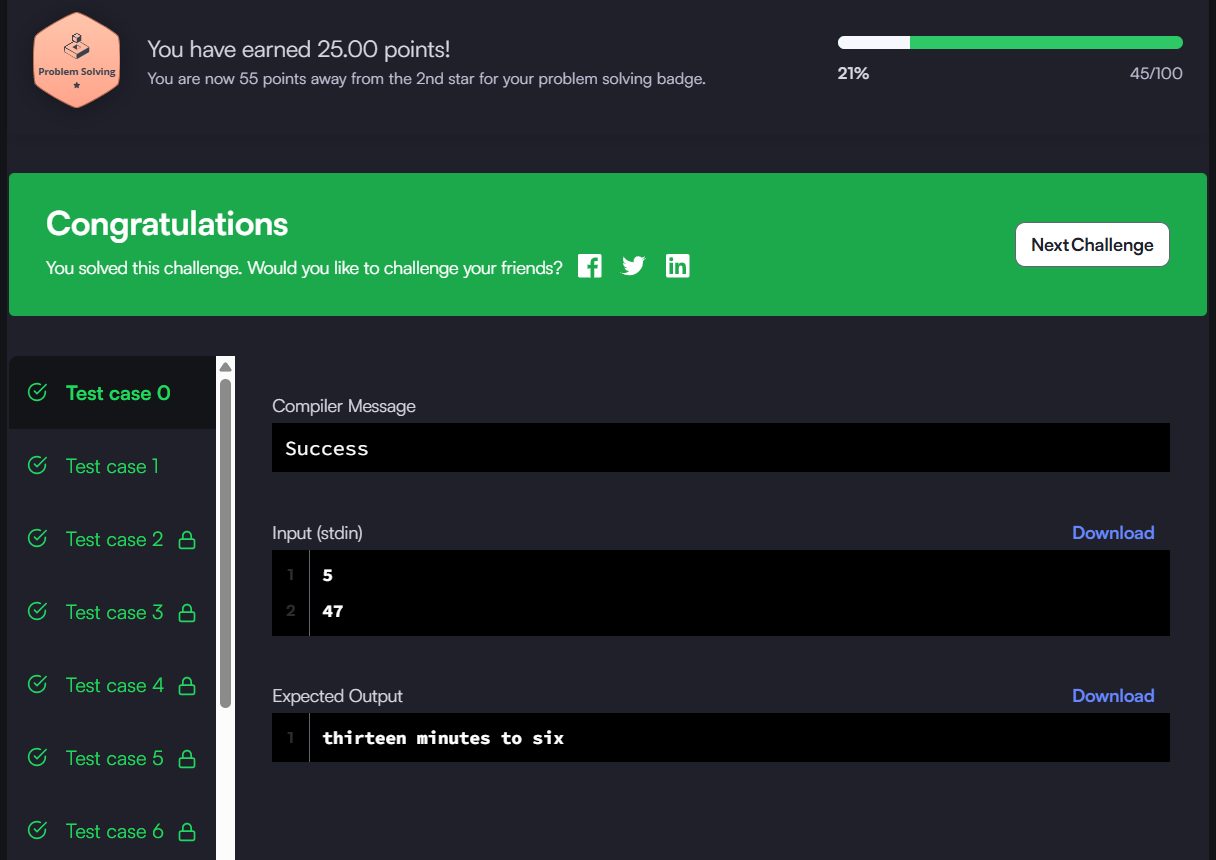 Problem Solving
You have earned 25.00 points!
You are now 55 points away from the 2nd star for your problem solving badge.
21%
45/100
Congratulations
You solved this challenge. Would you like to challenge your friends?
Next Challenge
Test case 0
Test case 1
Test case 2
Test case 3
Test case 4
Test case 5
Test case 6
Compiler Message
Success
Input (stdin)
Download
1 5
2 47
Expected Output
Download
1 thirteen minutes to six